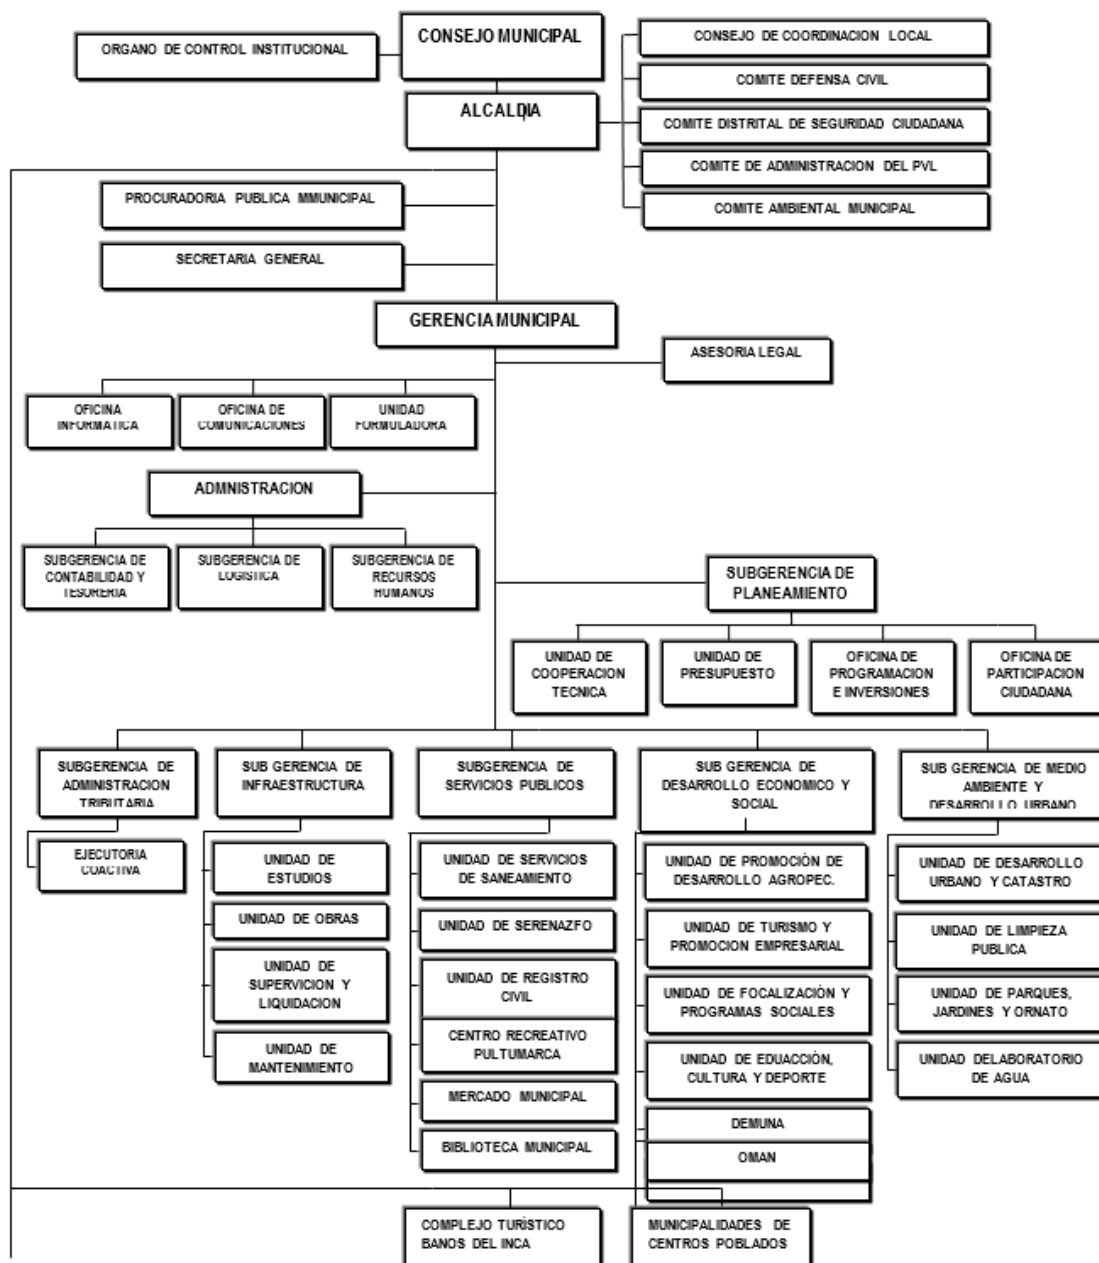 CONSEJO MUNICIPAL
ORGANO DE CONTROL INSTITUCIONAL
CONSEJO DE COORDINACION LOCAL
COMITE DEFENSA CIVIL
ALCALDIA
COMITE DISTRITAL DE SEGURIDAD CIUDADANA
COMITE DE ADMINISTRACION DEL PVL
COMITE AMBIENTAL MUNICIPAL
PROCURADORIA PUBLICA MMUNICIPAL
SECRETARIA GENERAL
GERENCIA MUNICIPAL
ASESORIA LEGAL
OFICINA
INFORMATICA
OFICINA DE
COMUNICACIONES
UNIDAD
FORMULADORA
ADMNISTRACION
SUBGERENCIA DE
CONTABILIDAD Y
TESORERIA
SUBGERENCIA DE
LOGISTICA
SUBGERENCIA DE
RECURSOS
HUMANOS
SUBGERENCIA DE
PLANEAMIENTO
UNIDAD DE
COOPERACION
TECNICA
UNIDAD DE
PRESUPUESTO
OFICINA DE
PROGRAMACION
E INVERSIONES
OFICINA DE
PARTICIPACION
CIUDADANA
SUBGERENCIA DE
ADMINISTRACION
TRIBUTARIA
SUB GERENCIA DE
INFRAESTRUCTURA
SUBGERENCIA DE
SERVICIOS PUBLICOS
SUB GERENCIA DE
DESARROLLO ECONOMICO Y
SOCIAL
SUB GERENCIA DE MEDIO
AMBIENTE Y
DESARROLLO URBANO
EJECUTORIA
COACTIVA
UNIDAD DE
ESTUDIOS
UNIDAD DE OBRAS
UNIDAD DE
SUPERVICION Y
LIQUIDACION
UNIDAD DE
MANTENIMIENTO
UNIDAD DE SERVICIOS
DE SANEAMIENTO
UNIDAD DE SERENAZFO
UNIDAD DE REGISTRO
CIVIL
CENTRO RECREATIVO
PULTUMARCA
MERCADO MUNICIPAL
BIBLIOTECA MUNICIPAL
UNIDAD DE PROMOCIÓN DE
DESARROLLO AGROPEC.
UNIDAD DE TURISMO Y
PROMOCION EMPRESARIAL
UNIDAD DE FOCALIZACIÓN Y
PROGRAMAS SOCIALES
UNIDAD DE EDUACCIÓN,
CULTURA Y DEPORTE
DEMUNA
OMAN
UNIDAD DE DESARROLLO
URBANO Y CATASTRO
UNIDAD DE LIMPIEZA
PUBLICA
UNIDAD DE PARQUES,
JARDINES Y ORNATO
UNIDAD DELABORATORIO
DE AGUA
COMPLEJO TURÍSTICO
BANOS DEL INCA
MUNICIPALIDADES DE
CENTROS POBLADOS